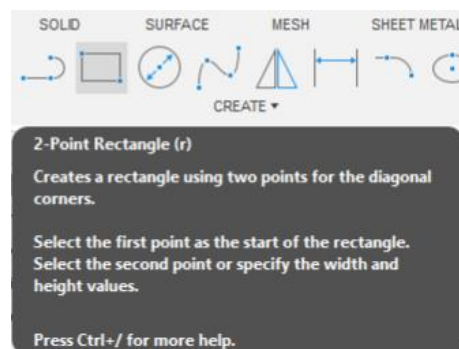 SOLID SURFACE MESH SHEET METAL
CREATE ▾
2-Point Rectangle (r)
Creates a rectangle using two points for the diagonal
corners.
Select the first point as the start of the rectangle.
Select the second point or specify the width and
height values.
Press Ctrl+/ for more help.